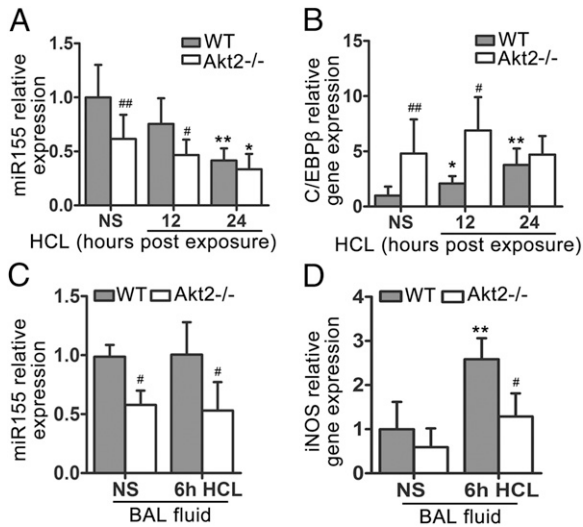 A
miR155 relative
expression
1.5
1.0
0.5
0.0
WT
Akt2-/-
##
#
**
*
NS
12
24
HCL (hours post exposure)
B
C/EBPβ relative
gene expression
15
10
5
0
WT
Akt2-/-
##
*
#
**
NS
12
24
HCL (hours post exposure)
C
miR155 relative
expression
1.5
1.0
0.5
0.0
WT
Akt2-/-
#
#
NS
6h HCL
BAL fluid
D
iNOS relative
gene expression
4
3
2
1
0
WT
Akt2-/-
**
#
NS
6h HCL
BAL fluid